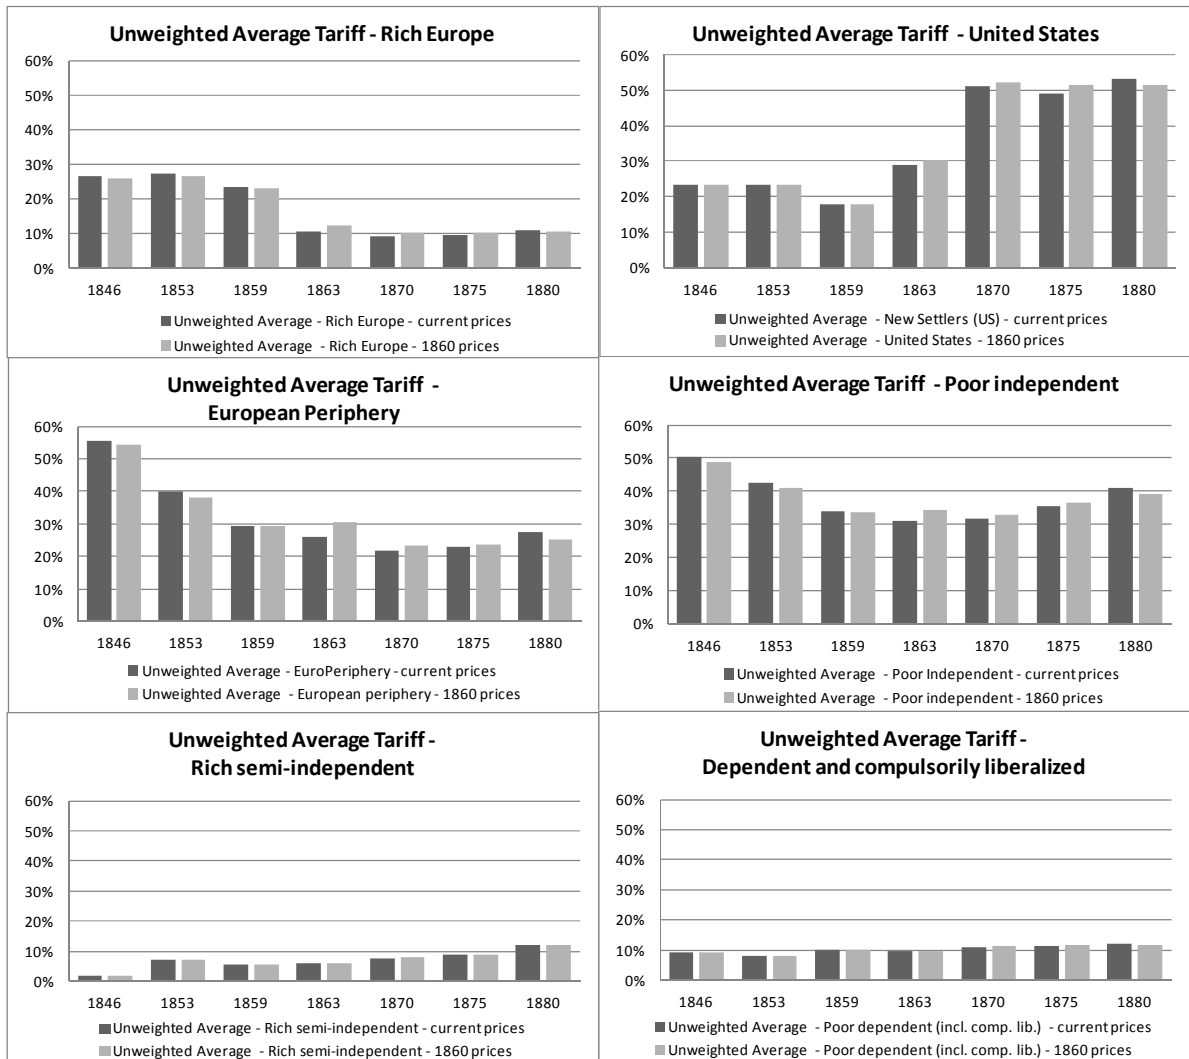 Unweighted Average Tariff - Rich Europe
60%
50%
40%
30%
20%
10%
0%
1846 1853 1859 1863 1870 1875 1880
Unweighted Average - Rich Europe - current prices
Unweighted Average - Rich Europe - 1860 prices
Unweighted Average Tariff - United States
60%
50%
40%
30%
20%
10%
0%
1846 1853 1859 1863 1870 1875 1880
Unweighted Average - New Settlers (US) - current prices
Unweighted Average - United States - 1860 prices
Unweighted Average Tariff -
European Periphery
60%
50%
40%
30%
20%
10%
0%
1846 1853 1859 1863 1870 1875 1880
Unweighted Average - EuroPeriphery - current prices
Unweighted Average - European periphery - 1860 prices
Unweighted Average Tariff - Poor independent
60%
50%
40%
30%
20%
10%
0%
1846 1853 1859 1863 1870 1875 1880
Unweighted Average - Poor Independent - current prices
Unweighted Average - Poor independent - 1860 prices
Unweighted Average Tariff -
Rich semi-independent
60%
50%
40%
30%
20%
10%
0%
1846 1853 1859 1863 1870 1875 1880
Unweighted Average - Rich semi-independent - current prices
Unweighted Average - Rich semi-independent - 1860 prices
Unweighted Average Tariff -
Dependent and compulsorily liberalized
60%
50%
40%
30%
20%
10%
0%
1846 1853 1859 1863 1870 1875 1880
Unweighted Average - Poor dependent (incl. comp. lib.) - current prices
Unweighted Average - Poor dependent (incl. comp. lib.) - 1860 prices